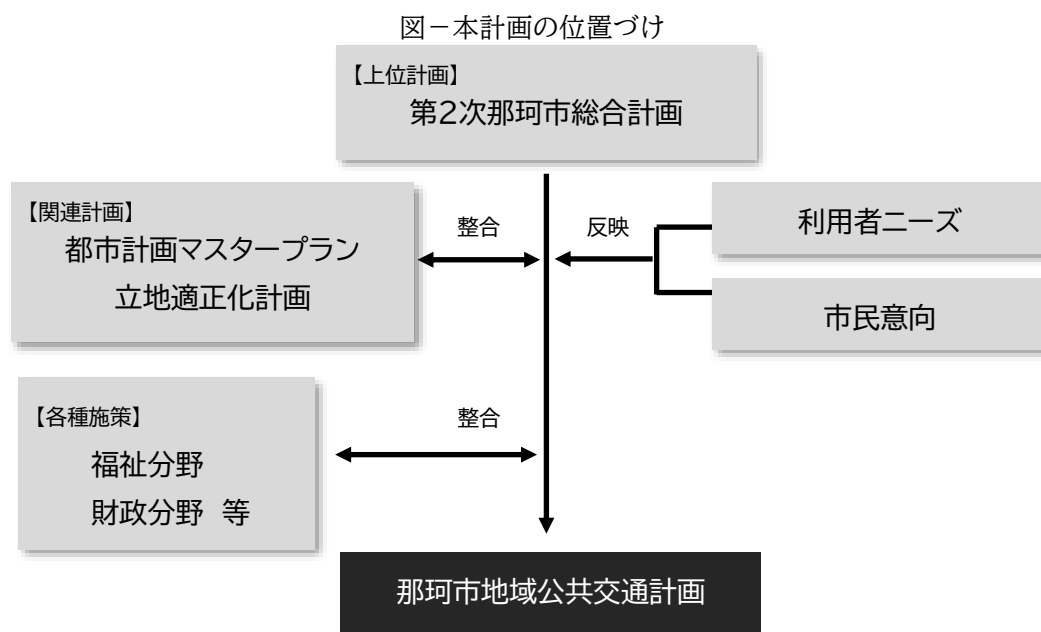 図－本計画の位置づけ
【上位計画】
第2次那珂市総合計画
【関連計画】
都市計画マスタープラン
立地適正化計画
整合
反映
利用者ニーズ
市民意向
【各種施策】
福祉分野
財政分野 等
整合
那珂市地域公共交通計画